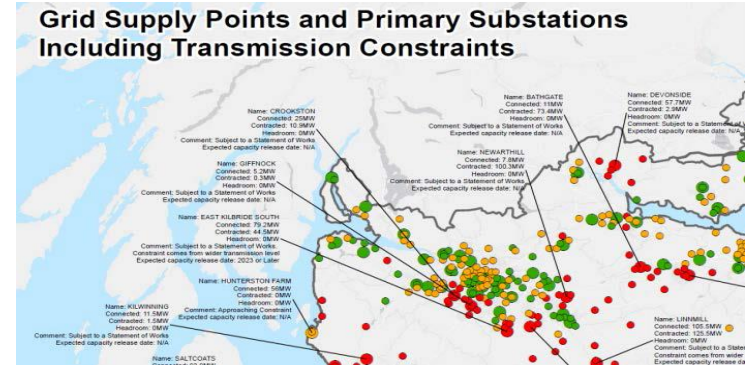 Grid Supply Points and Primary Substations
Including Transmission Constraints
Name: CROOKSTON
Connected: 25MW
Contracted: 10.9MW
Headroom: 0MW
Comment: Subject to a Statement of Works
Expected capacity release date: N/A
Name: BATHGATE
Connected: 11MW
Contracted: 73.4MW
Headroom: 0MW
Comment: Subject to a Statement of Works
Expected capacity release date: N/A
Name: DEVONSIDE
Connected: 57.7MW
Contracted: 2.9MW
Headroom: 0MW
Comment: Subject to a Statement of
Expected capacity release date: N/A
Name: GIFFNOCK
Connected: 5.2MW
Contracted: 0.3MW
Headroom: 0MW
Comment: Subject to a Statement of Works
Expected capacity release date: N/A
Name: NEWARTHILL
Connected: 7.8MW
Contracted: 100.3MW
Headroom: 0MW
Comment: Subject to a Statement of Works
Expected capacity release date: N/A
Name: EAST KILBRIDE SOUTH
Connected: 79.2MW
Contracted: 44.5MW
Headroom: 0MW
Comment: Subject to a Statement of Works.
Constraint comes from wider transmission level
Expected capacity release date: 2023 or Later
Name: HUNTERSTON FARM
Connected: 56MW
Contracted: 0MW
Headroom: 0MW
Comment: Approaching Constraint
Expected capacity release date: N/A
Name: KILWINNING
Connected: 11.5MW
Contracted: 1.5MW
Headroom: 0MW
Comment: Subject to a Statement of Works
Expected capacity release date: N/A
Name: LINNMILL
Connected: 105.5MW
Contracted: 125.5MW
Headroom: 0MW
Comment: Subject to a State
Constraint comes from wider
Expected capacity release da
Name: SALTCOATS